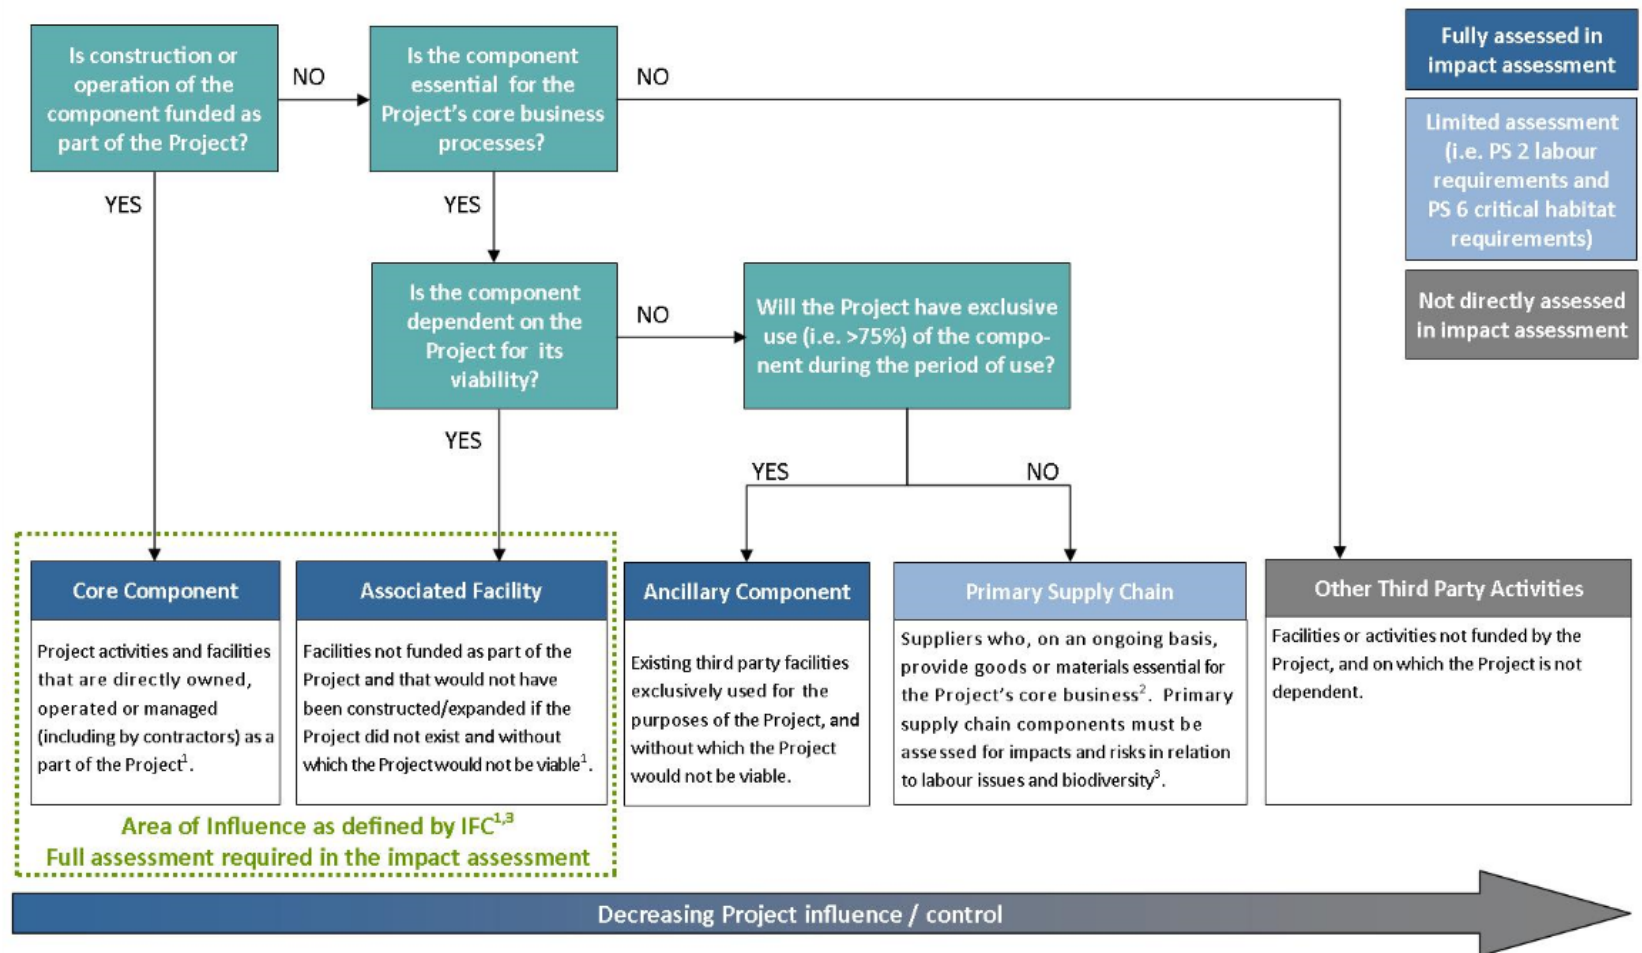 Is construction or
operation of the
component funded as
part of the Project?
NO
Is the component
essential for the
Project's core business
processes?
NO
Fully assessed in
impact assessment
Limited assessment
(i.e. PS 2 labour
requirements and
PS 6 critical habitat
requirements)
Not directly assessed
in impact assessment
YES
YES
Is the component
dependent on the
Project for its
viability?
NO
Will the Project have exclusive
use (i.e. >75%) of the compo-
nent during the period of use?
YES
YES
NO
Core Component
Project activities and facilities
that are directly owned,
operated or managed
(including by contractors) as a
part of the Project¹.
Associated Facility
Facilities not funded as part of the
Project and that would not have
been constructed/expanded if the
Project did not exist and without
which the Project would not be viable¹.
Ancillary Component
Existing third party facilities
exclusively used for the
purposes of the Project, and
without which the Project
would not be viable.
Primary Supply Chain
Suppliers who, on an ongoing basis,
provide goods or materials essential for
the Project's core business². Primary
supply chain components must be
assessed for impacts and risks in relation
to labour issues and biodiversity³.
Other Third Party Activities
Facilities or activities not funded by the
Project, and on which the Project is not
dependent.
Area of Influence as defined by IFC¹,³
Full assessment required in the impact assessment
Decreasing Project influence / control